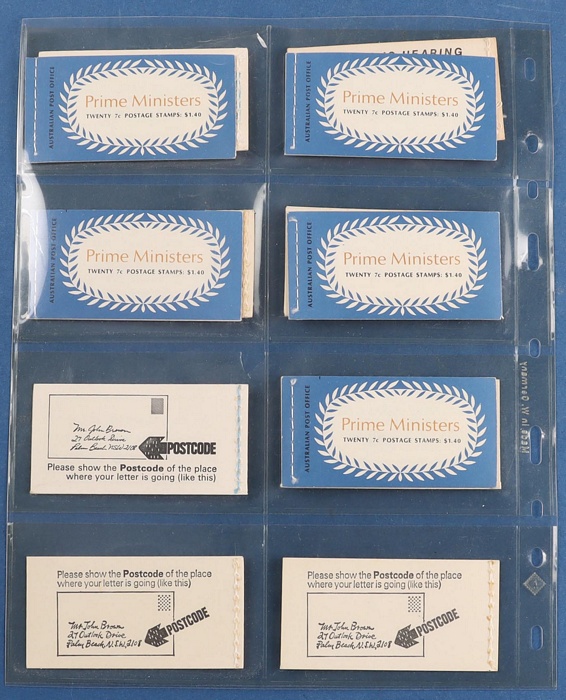 AUSTRALIAN POST OFFICE
Prime Ministers
TWENTY 7c POSTAGE STAMPS: $1.40
HEARING
AUSTRALIAN POST OFFICE
Prime Ministers
TWENTY 7c POSTAGE STAMPS: $1.40
AUSTRALIAN POST OFFICE
Prime Ministers
TWENTY 7c POSTAGE STAMPS: $1.40
AUSTRALIAN POST OFFICE
Prime Ministers
TWENTY 7c POSTAGE STAMPS: $1.40
Mr. John Brown
27 Outlook Drive
Palm Beach NSW 2108
POSTCODE
Please show the Postcode of the place
where your letter is going (like this)
AUSTRALIAN POST OFFICE
Prime Ministers
TWENTY 7c POSTAGE STAMPS: $1.40
Made in W. Germany
Please show the Postcode of the place
where your letter is going (like this)
Mr. John Brown
27 Outlook Drive
Palm Beach N.S.W. 2108
POSTCODE
Please show the Postcode of the place
where your letter is going (like this)
Mr. John Brown
27 Outlook Drive
Palm Beach N.S.W. 2108
POSTCODE